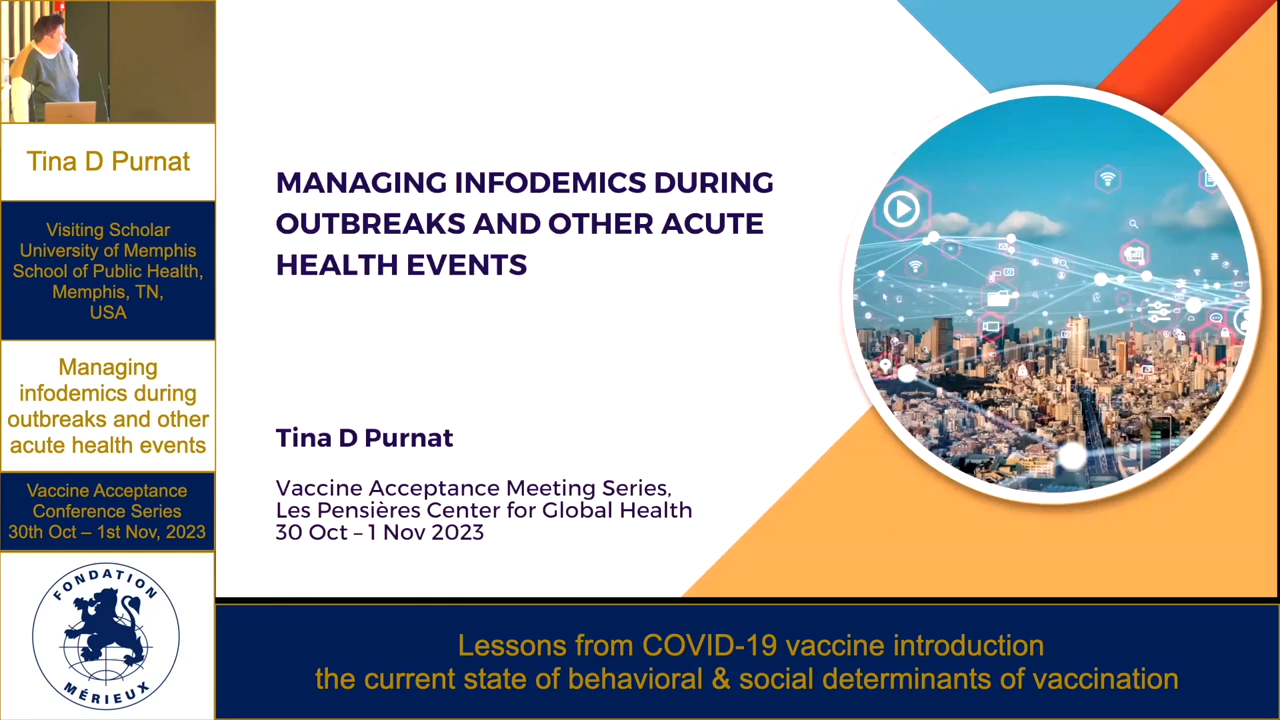 Tina D Purnat
Visiting Scholar
University of Memphis
School of Public Health,
Memphis, TN,
USA
Managing
infodemics during
outbreaks and other
acute health events
Vaccine Acceptance
Conference Series
30th Oct – 1st Nov, 2023
FONDATION
MÉRIEUX
MANAGING INFODEMICS DURING
OUTBREAKS AND OTHER ACUTE
HEALTH EVENTS
Tina D Purnat
Vaccine Acceptance Meeting Series,
Les Pensières Center for Global Health
30 Oct – 1 Nov 2023
Lessons from COVID-19 vaccine introduction
the current state of behavioral & social determinants of vaccination